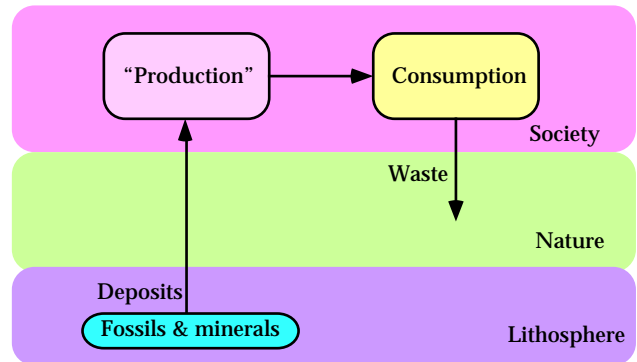 “Production”
Consumption
Society
Waste
Nature
Deposits
Fossils & minerals
Lithosphere